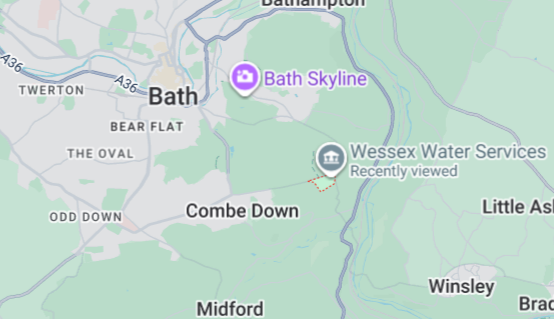 Bathampton
A36
A36
TWERTON
Bath Skyline
Bath
BEAR FLAT
THE OVAL
Wessex Water Services
Recently viewed
ODD DOWN
Combe Down
Little As
Winsley
Brad
Midford